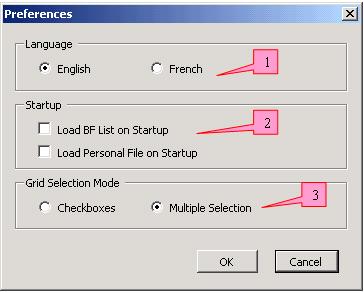 Preferences
Language
English French
1
Startup
Load BF List on Startup
2
Load Personal File on Startup
Grid Selection Mode
Checkboxes Multiple Selection
3
OK Cancel